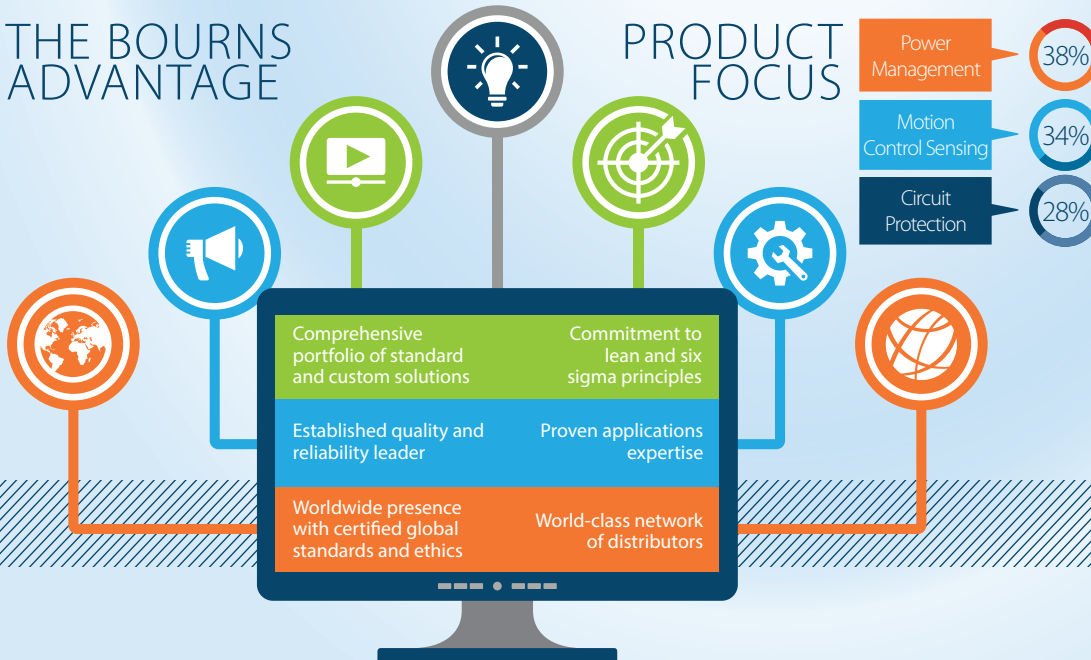 THE BOURNS
ADVANTAGE
PRODUCT
FOCUS
Power
Management
38%
Motion
Control Sensing
34%
Circuit
Protection
28%
Comprehensive
portfolio of standard
and custom solutions
Commitment to
lean and six
sigma principles
Established quality and
reliability leader
Proven applications
expertise
Worldwide presence
with certified global
standards and ethics
World-class network
of distributors